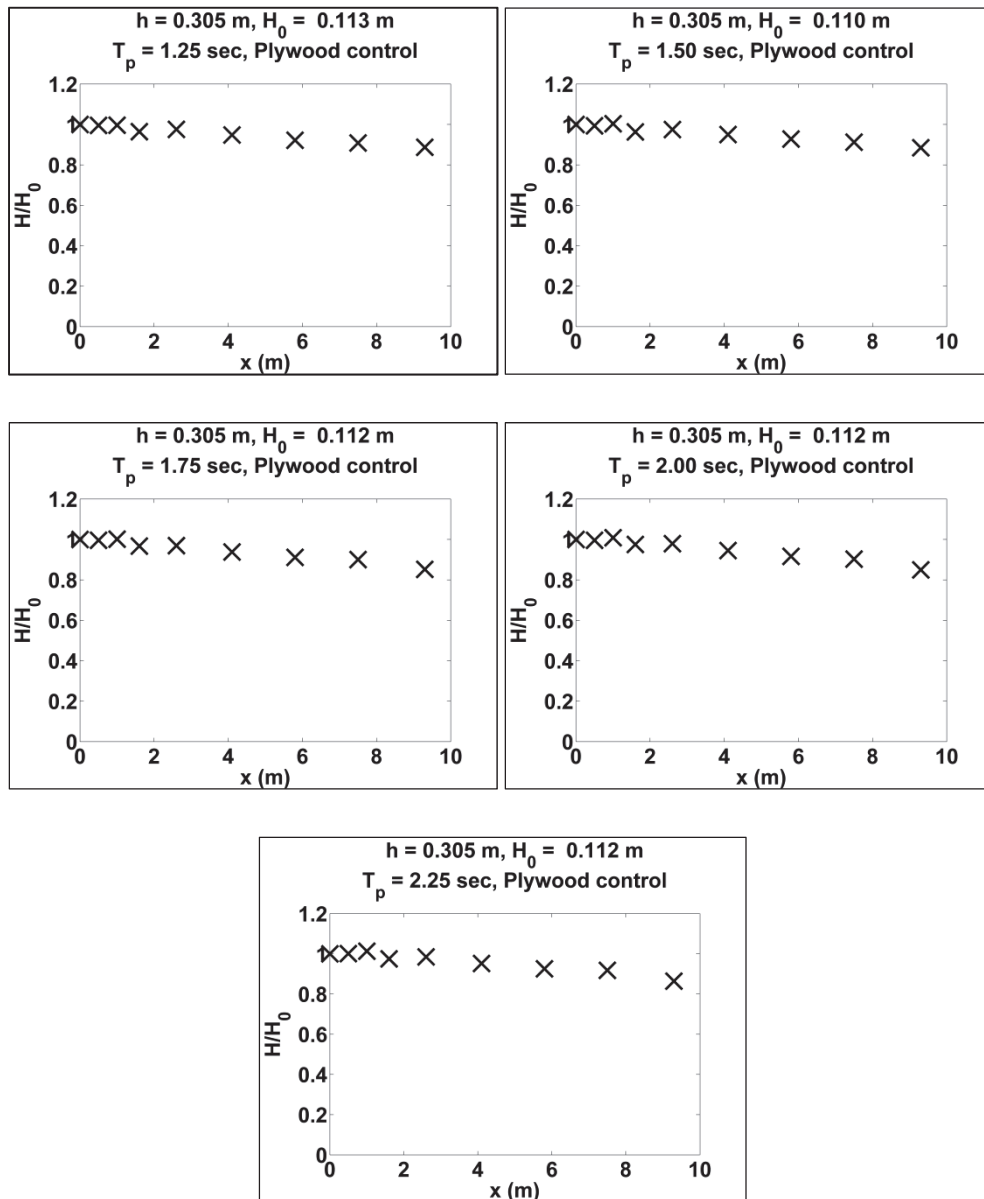 h = 0.305 m, H0 = 0.113 m
Tp = 1.25 sec, Plywood control
1.2
1
0.8
0.6
0.4
0.2
0
H/H0
0 2 4 6 8 10
x (m)
h = 0.305 m, H0 = 0.110 m
Tp = 1.50 sec, Plywood control
1.2
1
0.8
0.6
0.4
0.2
0
H/H0
0 2 4 6 8 10
x (m)
h = 0.305 m, H0 = 0.112 m
Tp = 1.75 sec, Plywood control
1.2
1
0.8
0.6
0.4
0.2
0
H/H0
0 2 4 6 8 10
x (m)
h = 0.305 m, H0 = 0.112 m
Tp = 2.00 sec, Plywood control
1.2
1
0.8
0.6
0.4
0.2
0
H/H0
0 2 4 6 8 10
x (m)
h = 0.305 m, H0 = 0.112 m
Tp = 2.25 sec, Plywood control
1.2
1
0.8
0.6
0.4
0.2
0
H/H0
0 2 4 6 8 10
x (m)